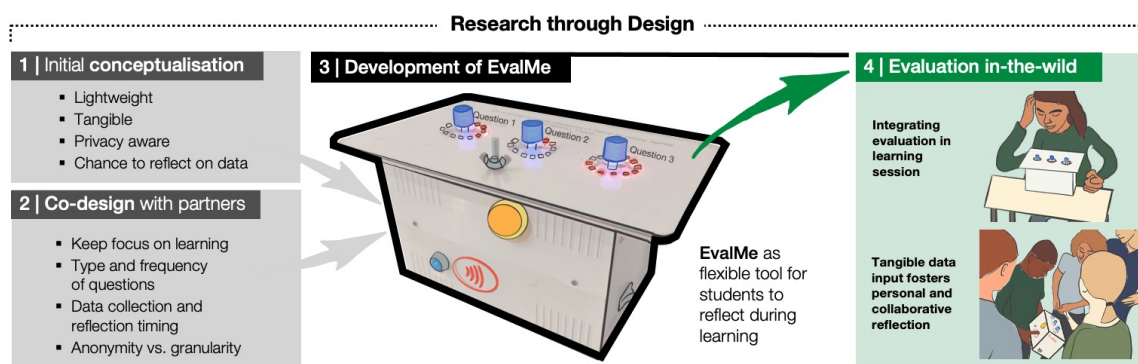 Research through Design
1 | Initial conceptualisation
▪ Lightweight
▪ Tangible
▪ Privacy aware
▪ Chance to reflect on data
2 | Co-design with partners
▪ Keep focus on learning
▪ Type and frequency
of questions
▪ Data collection and
reflection timing
▪ Anonymity vs. granularity
3 | Development of EvalMe
Question 1
Question 2
Question 3
EvalMe as
flexible tool for
students to
reflect during
learning
4 | Evaluation in-the-wild
Integrating
evaluation in
learning
session
Tangible data
input fosters
personal and
collaborative
reflection